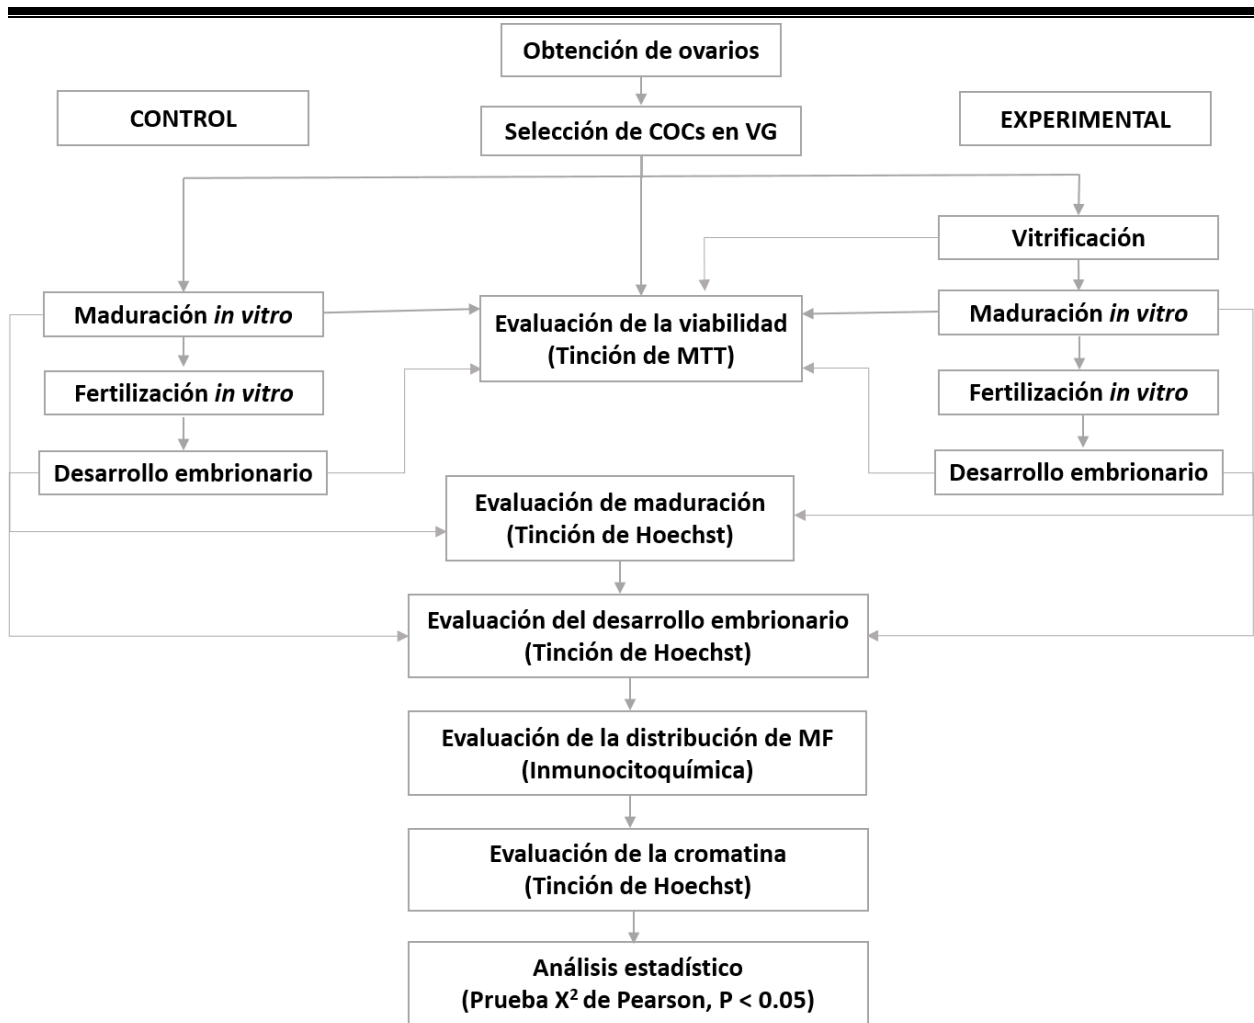 Obtención de ovarios
CONTROL
Selección de COCs en VG
EXPERIMENTAL
Vitrificación
Maduración in vitro
Evaluación de la viabilidad
(Tinción de MTT)
Maduración in vitro
Fertilización in vitro
Fertilización in vitro
Desarrollo embrionario
Desarrollo embrionario
Evaluación de maduración
(Tinción de Hoechst)
Evaluación del desarrollo embrionario
(Tinción de Hoechst)
Evaluación de la distribución de MF
(Inmunocitoquímica)
Evaluación de la cromatina
(Tinción de Hoechst)
Análisis estadístico
(Prueba X² de Pearson, P < 0.05)